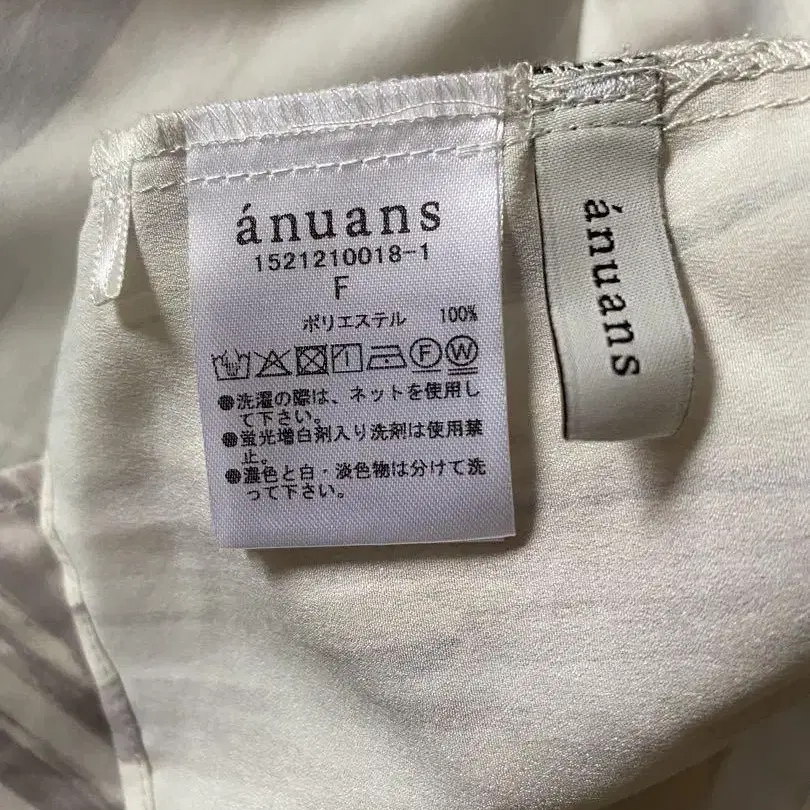 ánuans
1521210018-1
F
ポリエステル 100%
F W
●洗濯の際は、ネットを使用し
て下さい。
●蛍光増白剤入り洗剤は使用禁
止。
●濃色と白・淡色物は分けて洗
って下さい。
ánuans